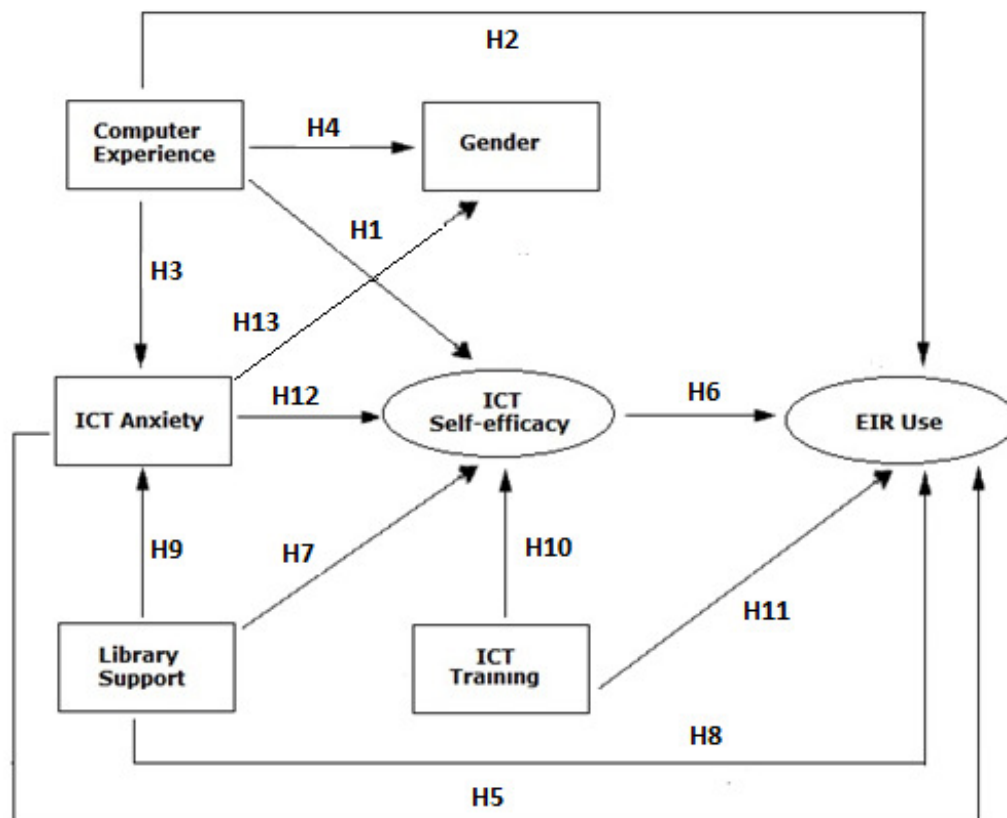 H2
Computer
Experience
H4
Gender
H1
H3
H13
ICT Anxiety
H12
ICT
Self-efficacy
H6
EIR Use
H9
H7
H10
H11
Library
Support
ICT
Training
H8
H5